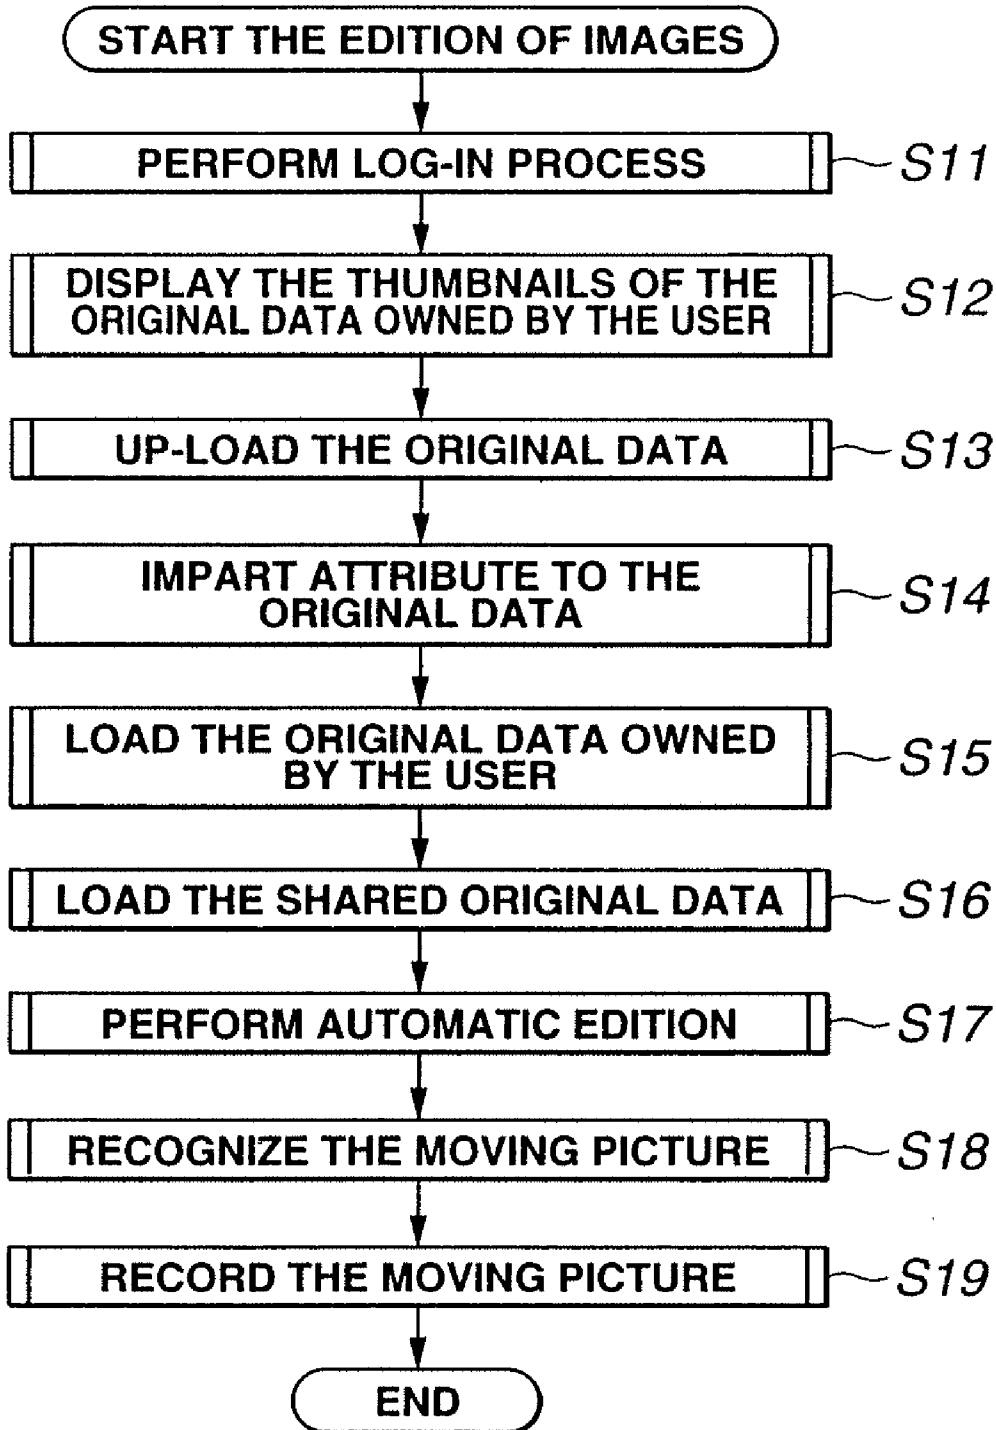 START THE EDITION OF IMAGES
PERFORM LOG-IN PROCESS
S11
DISPLAY THE THUMBNAILS OF THE
ORIGINAL DATA OWNED BY THE USER
S12
UP-LOAD THE ORIGINAL DATA
S13
IMPART ATTRIBUTE TO THE
ORIGINAL DATA
S14
LOAD THE ORIGINAL DATA OWNED
BY THE USER
S15
LOAD THE SHARED ORIGINAL DATA
S16
PERFORM AUTOMATIC EDITION
S17
RECOGNIZE THE MOVING PICTURE
S18
RECORD THE MOVING PICTURE
S19
END